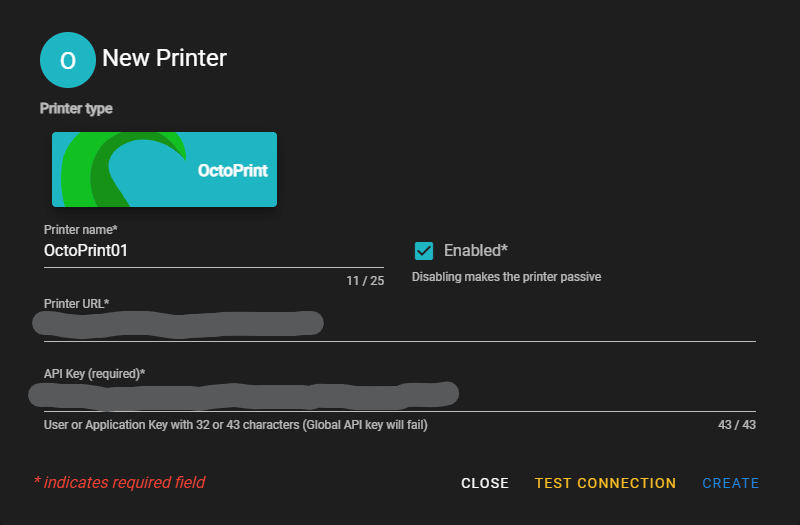 O New Printer
Printer type
OctoPrint
Printer name*
OctoPrint01
Enabled*
11 / 25
Disabling makes the printer passive
Printer URL*
API Key (required)*
User or Application Key with 32 or 43 characters (Global API key will fail)
43 / 43
* indicates required field
CLOSE
TEST CONNECTION
CREATE